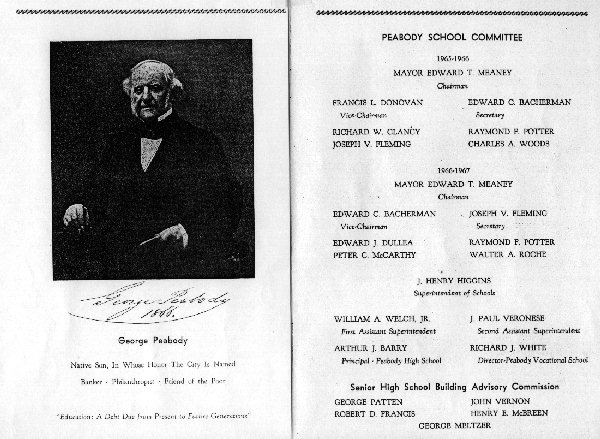 George Peabody
1866.
George Peabody
Native Son, In Whose Honor The City Is Named
Banker · Philanthropist · Friend of the Poor
"Education: A Debt Due from Present to Future Generations"
PEABODY SCHOOL COMMITTEE
1965-1966
MAYOR EDWARD T. MEANEY
Chairman
FRANCIS L. DONOVAN EDWARD C. BACHERMAN
Vice-Chairman Secretary
RICHARD W. CLANCY RAYMOND F. POTTER
JOSEPH V. FLEMING CHARLES A. WOODS
1966-1967
MAYOR EDWARD T. MEANEY
Chairman
EDWARD C. BACHERMAN JOSEPH V. FLEMING
Vice-Chairman Secretary
EDWARD J. DULLEA RAYMOND F. POTTER
PETER C. McCARTHY WALTER A. ROCHE
J. HENRY HIGGINS
Superintendent of Schools
WILLIAM A. WELCH, JR. J. PAUL VERONESE
First Assistant Superintendent Second Assistant Superintendent
ARTHUR J. BARRY RICHARD J. WHITE
Principal - Peabody High School Director-Peabody Vocational School
Senior High School Building Advisory Commission
GEORGE PATTEN JOHN VERNON
ROBERT D. FRANCIS HENRY E. McBREEN
GEORGE MELTZER